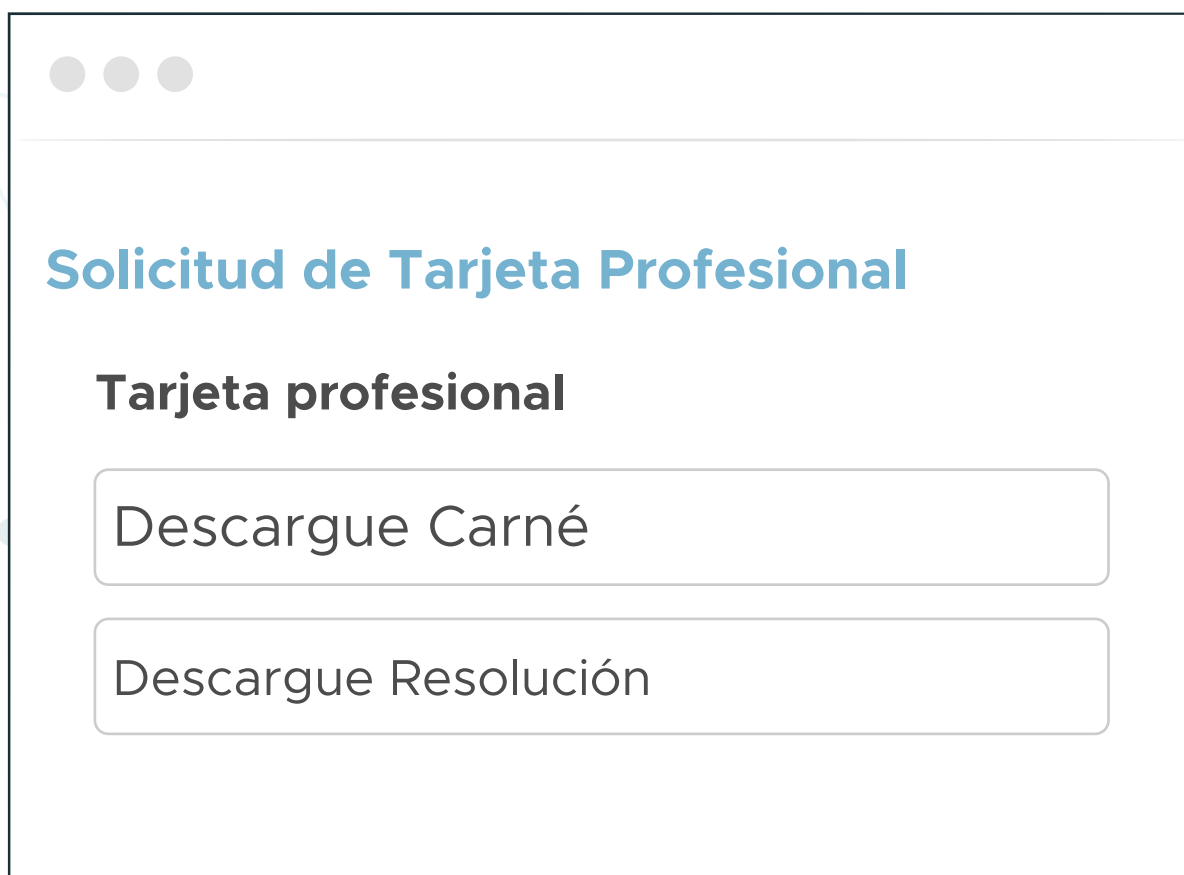 Solicitud de Tarjeta Profesional
Tarjeta profesional
Descargue Carné
Descargue Resolución